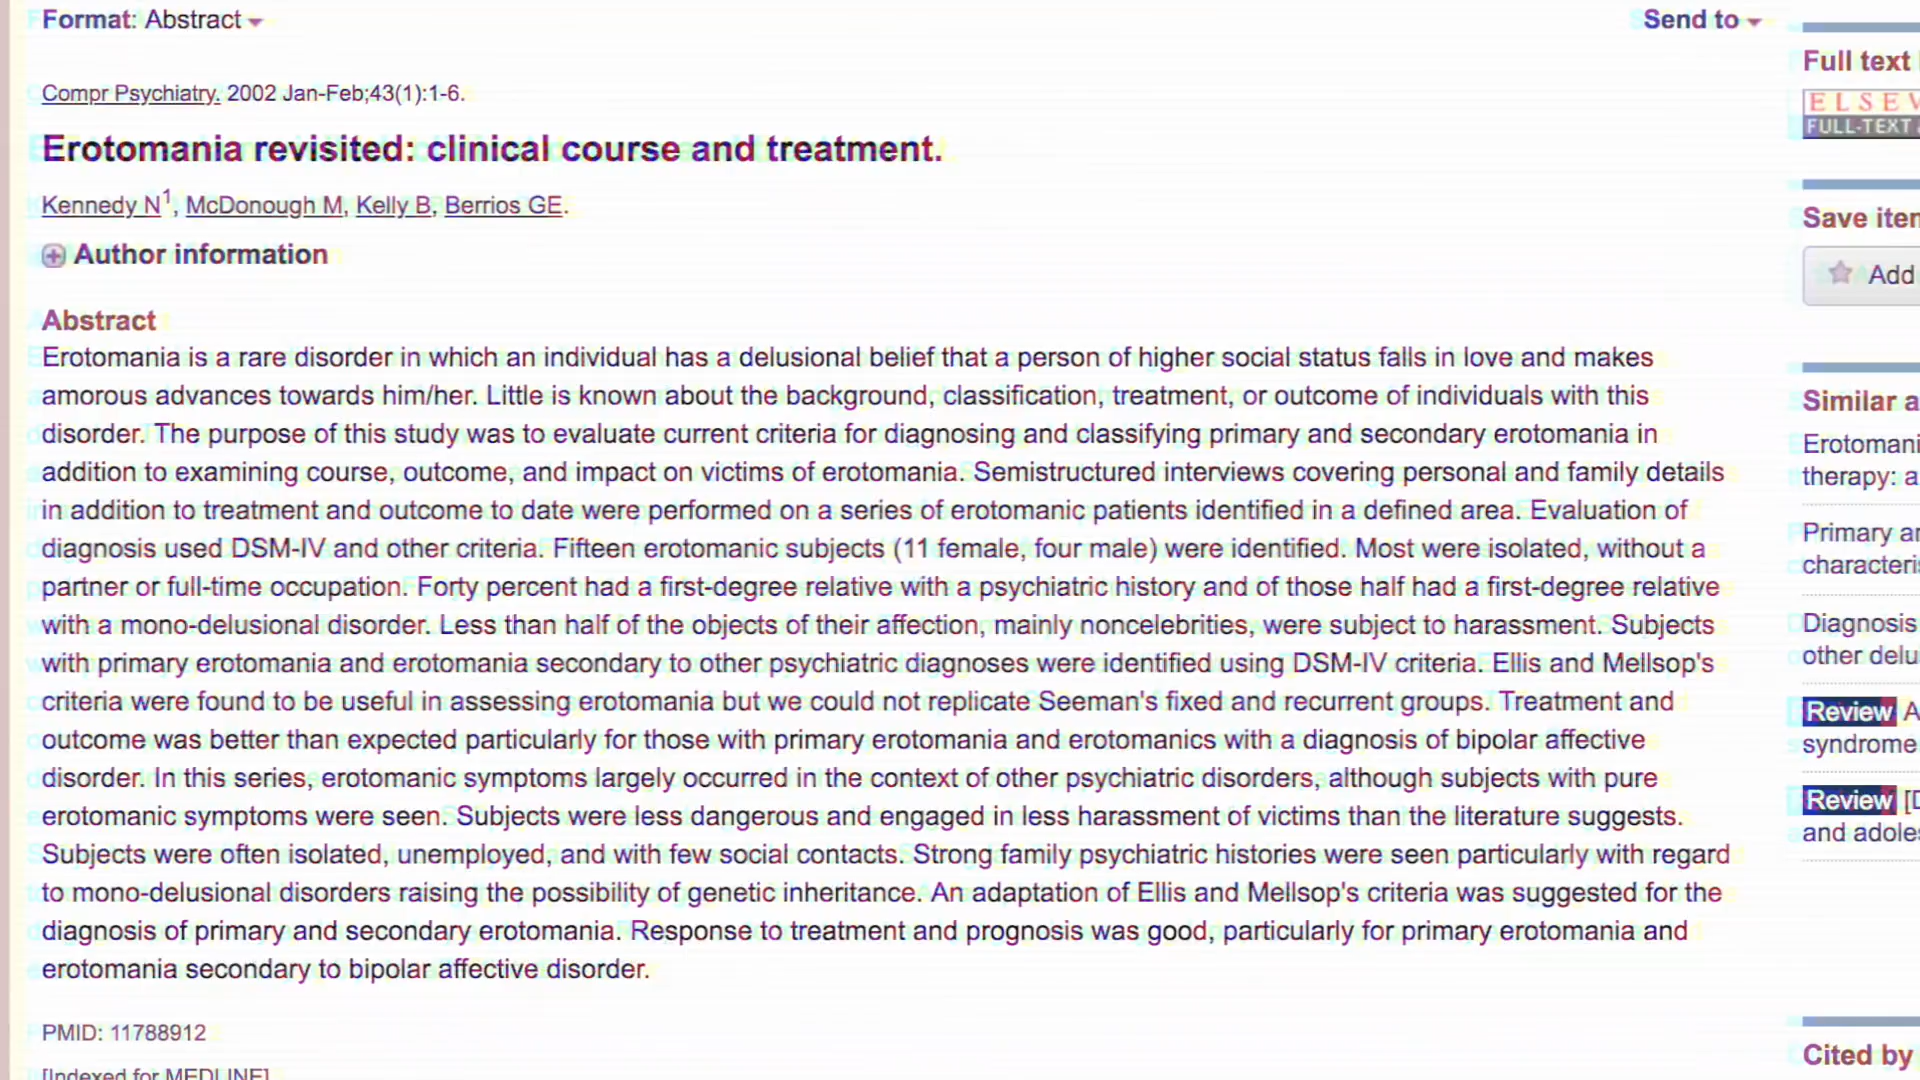 Format: Abstract
Send to
Compr Psychiatry. 2002 Jan-Feb;43(1):1-6.
Erotomania revisited: clinical course and treatment.
Kennedy N1, McDonough M, Kelly B, Berrios GE.
Author information
Abstract
Erotomania is a rare disorder in which an individual has a delusional belief that a person of higher social status falls in love and makes
amorous advances towards him/her. Little is known about the background, classification, treatment, or outcome of individuals with this
disorder. The purpose of this study was to evaluate current criteria for diagnosing and classifying primary and secondary erotomania in
addition to examining course, outcome, and impact on victims of erotomania. Semistructured interviews covering personal and family details
in addition to treatment and outcome to date were performed on a series of erotomanic patients identified in a defined area. Evaluation of
diagnosis used DSM-IV and other criteria. Fifteen erotomanic subjects (11 female, four male) were identified. Most were isolated, without a
partner or full-time occupation. Forty percent had a first-degree relative with a psychiatric history and of those half had a first-degree relative
with a mono-delusional disorder. Less than half of the objects of their affection, mainly noncelebrities, were subject to harassment. Subjects
with primary erotomania and erotomania secondary to other psychiatric diagnoses were identified using DSM-IV criteria. Ellis and Mellsop's
criteria were found to be useful in assessing erotomania but we could not replicate Seeman's fixed and recurrent groups. Treatment and
outcome was better than expected particularly for those with primary erotomania and erotomanics with a diagnosis of bipolar affective
disorder. In this series, erotomanic symptoms largely occurred in the context of other psychiatric disorders, although subjects with pure
erotomanic symptoms were seen. Subjects were less dangerous and engaged in less harassment of victims than the literature suggests.
Subjects were often isolated, unemployed, and with few social contacts. Strong family psychiatric histories were seen particularly with regard
to mono-delusional disorders raising the possibility of genetic inheritance. An adaptation of Ellis and Mellsop's criteria was suggested for the
diagnosis of primary and secondary erotomania. Response to treatment and prognosis was good, particularly for primary erotomania and
erotomania secondary to bipolar affective disorder.
PMID: 11788912
[Indexed for MEDLINE]
Full text
ELSEV
FULL-TEXT
Save iten
Add
Similar a
Erotomani
therapy: a
Primary ar
characteris
Diagnosis
other delu
Review A
syndrome
Review [D
and adoles
Cited by